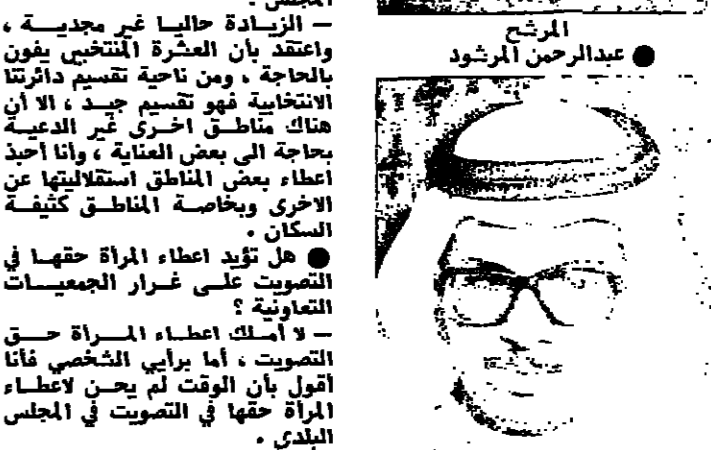 المجلس .
— الزيادة حاليا غير مجدية ،
واعتقد بأن العشرة المنتخبين يفون
بالحاجة ، ومن ناحية تقسيم دائرتنا
الانتخابية فهو تقسيم جيد ، الا أن
هناك مناطق اخرى غير الدعية
بحاجة الى بعض العناية ، وأنا أحبذ
اعطاء بعض المناطق استقلاليتها عن
الاخرى وبخاصة المناطق كثيفة
السكان .
● هل تؤيد اعطاء المرأة حقها في
التصويت على غرار الجمعيات
التعاونية ؟
— لا أملك اعطاء المرأة حق
التصويت ، أما برأيي الشخصي فأنا
أقول بأن الوقت لم يحن لاعطاء
المرأة حقها في التصويت في المجلس
البلدي .
المرشح
● عبدالرحمن المرشود